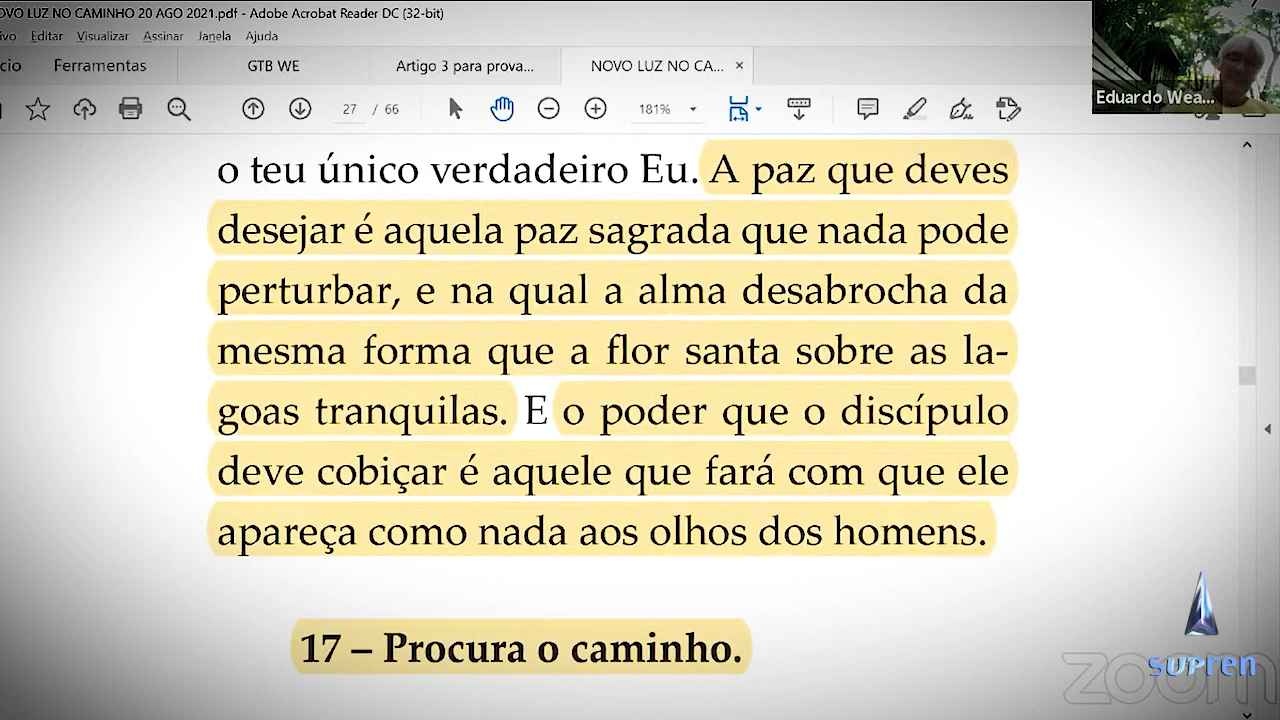 OVO LUZ NO CAMINHO 20 AGO 2021.pdf - Adobe Acrobat Reader DC (32-bit)
ivo Editar Visualizar Assinar Janela Ajuda
cio Ferramentas GTB WE Artigo 3 para prova... NOVO LUZ NO CA... ×
27 / 66 181%
Eduardo Wea...
o teu único verdadeiro Eu. A paz que deves
desejar é aquela paz sagrada que nada pode
perturbar, e na qual a alma desabrocha da
mesma forma que a flor santa sobre as la-
goas tranquilas. E o poder que o discípulo
deve cobiçar é aquele que fará com que ele
apareça como nada aos olhos dos homens.
17 – Procura o caminho.
supren
zoom